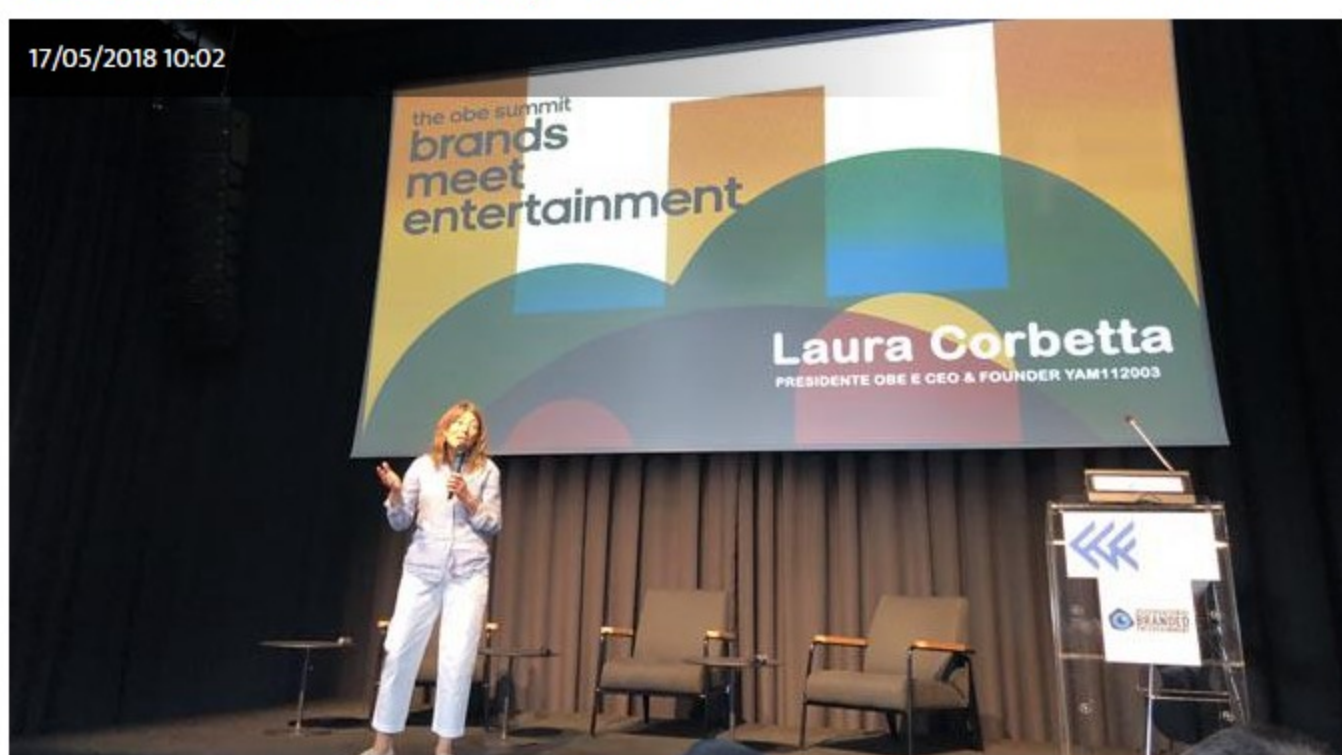 17/05/2018 10:02
the obe summit
brands
meet
entertainment
Laura Corbetta
PRESIDENTE OBE E CEO & FOUNDER YAM112003
BRANDED